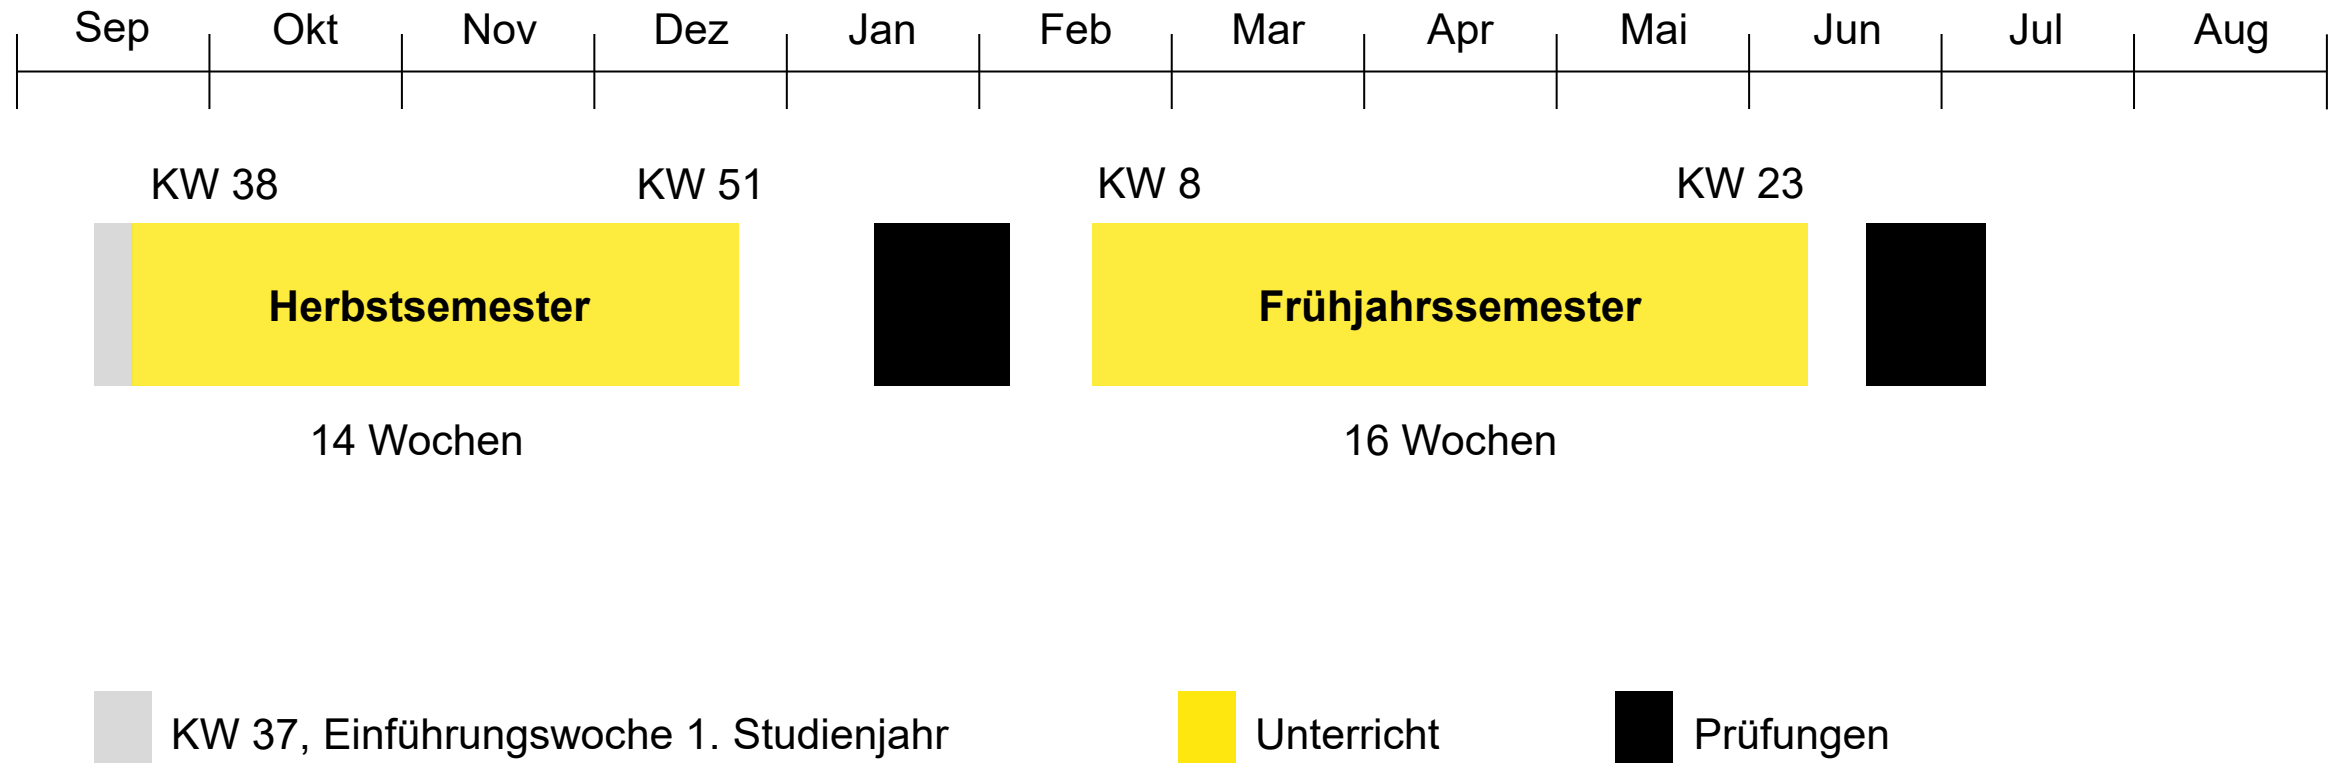 Sep Okt Nov Dez Jan Feb Mar Apr Mai Jun Jul Aug
KW 38 KW 51 KW 8 KW 23
Herbstsemester Frühjahrssemester
14 Wochen 16 Wochen
KW 37, Einführungswoche 1. Studienjahr Unterricht Prüfungen